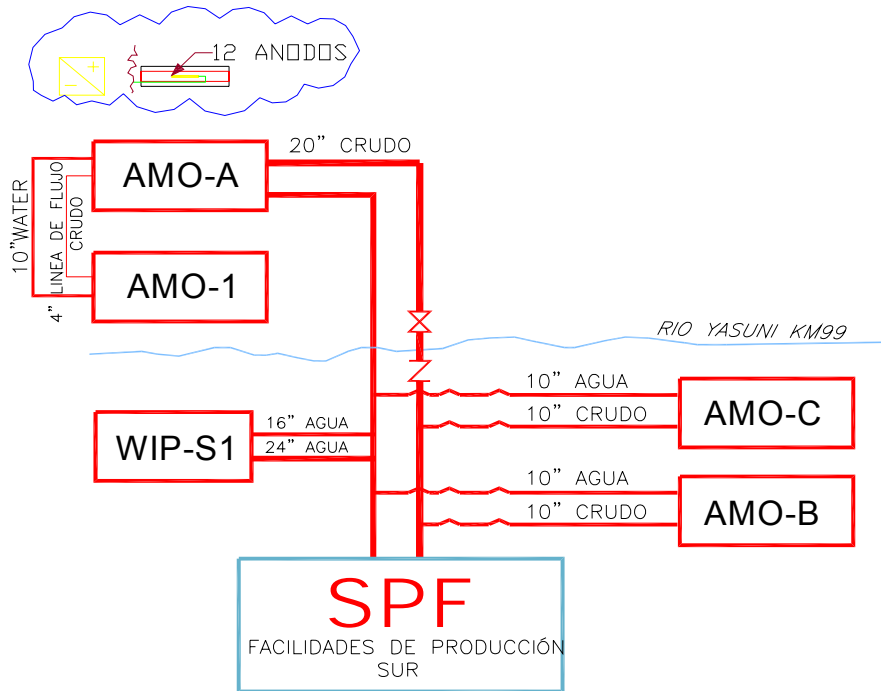 12 ANODOS
+
-
20” CRUDO
AMO-A
10”WATER
4” LINEA DE FLUJO
CRUDO
AMO-1
RIO YASUNI KM99
10” AGUA
10” CRUDO
AMO-C
16” AGUA
24” AGUA
WIP-S1
10” AGUA
10” CRUDO
AMO-B
SPF
FACILIDADES DE PRODUCCIÓN
SUR